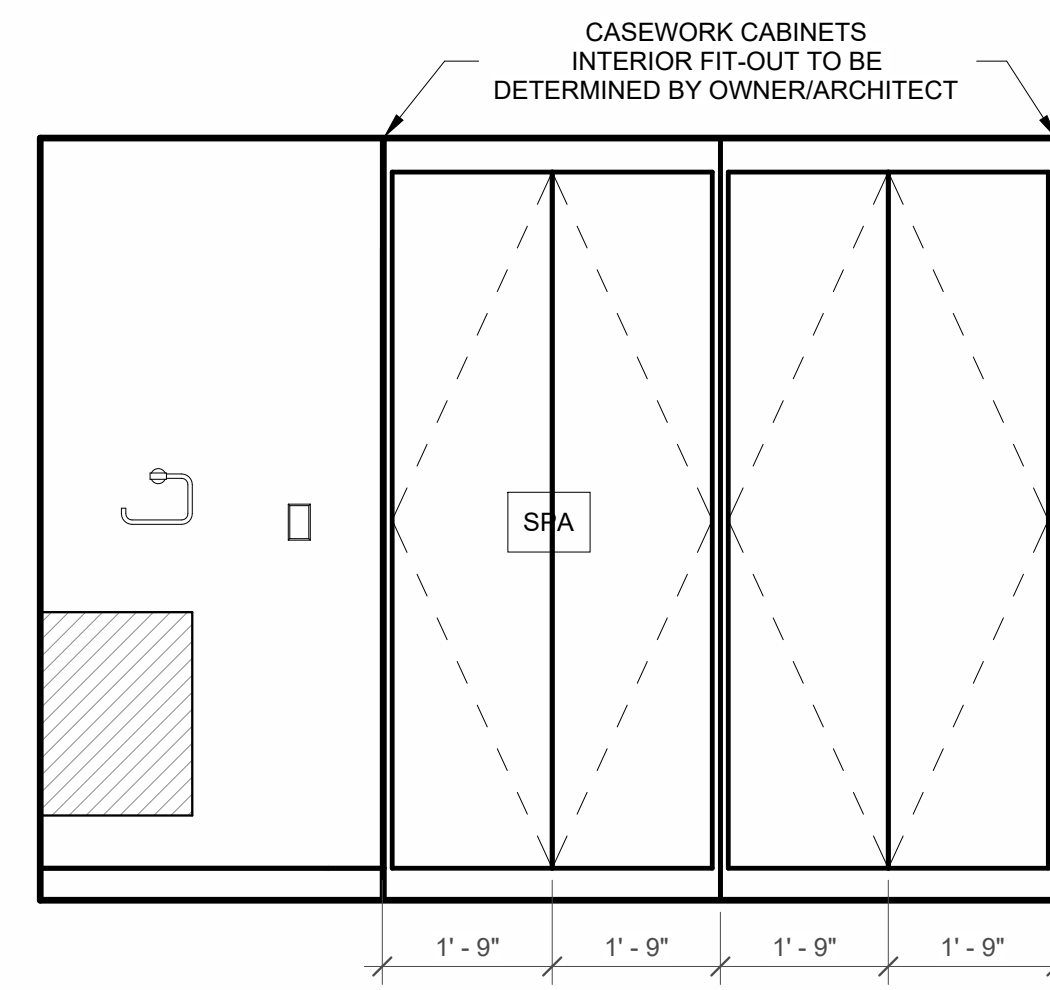 CASEWORK CABINETS
INTERIOR FIT-OUT TO BE
DETERMINED BY OWNER/ARCHITECT
SPA
1' - 9"
1' - 9"
1' - 9"
1' - 9"